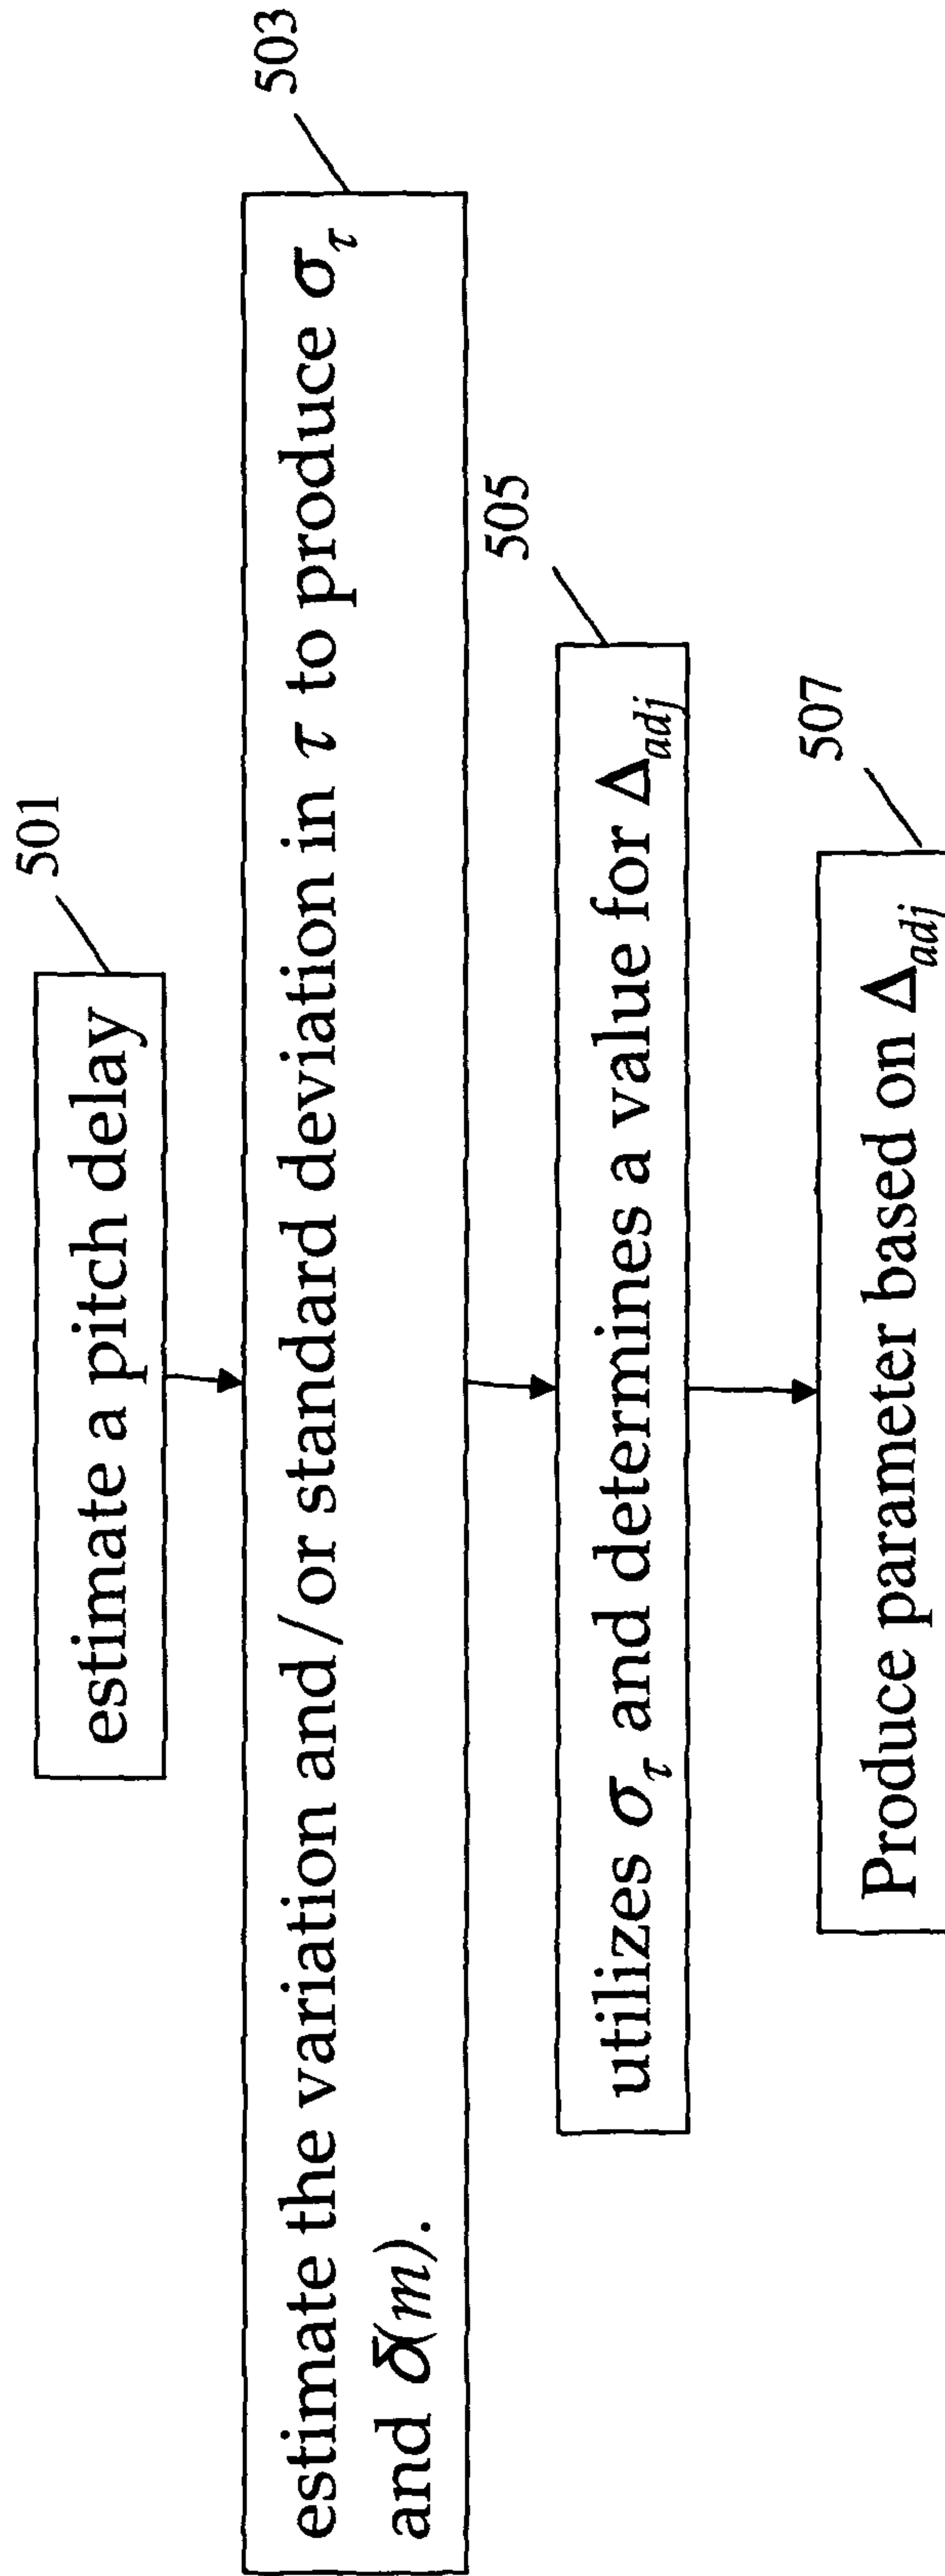 501
estimate a pitch delay
503
estimate the variation and/or standard deviation in τ to produce σ_τ
and δ(m).
505
utilizes σ_τ and determines a value for Δ_adj
507
Produce parameter based on Δ_adj